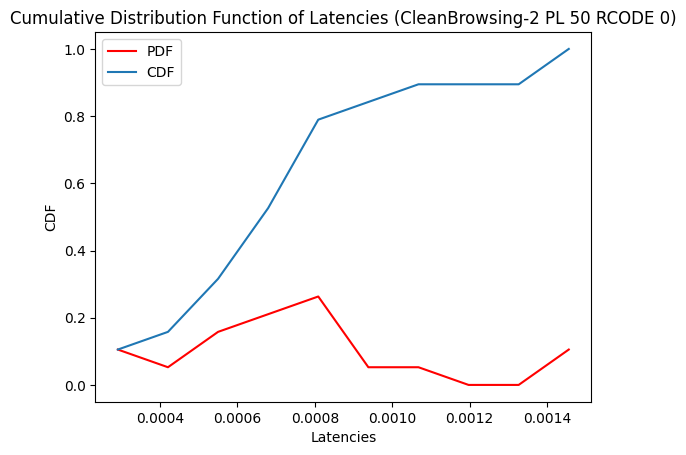 Cumulative Distribution Function of Latencies (CleanBrowsing-2 PL 50 RCODE 0)
PDF
CDF
1.0
0.8
0.6
0.4
0.2
0.0
CDF
0.0004 0.0006 0.0008 0.0010 0.0012 0.0014
Latencies